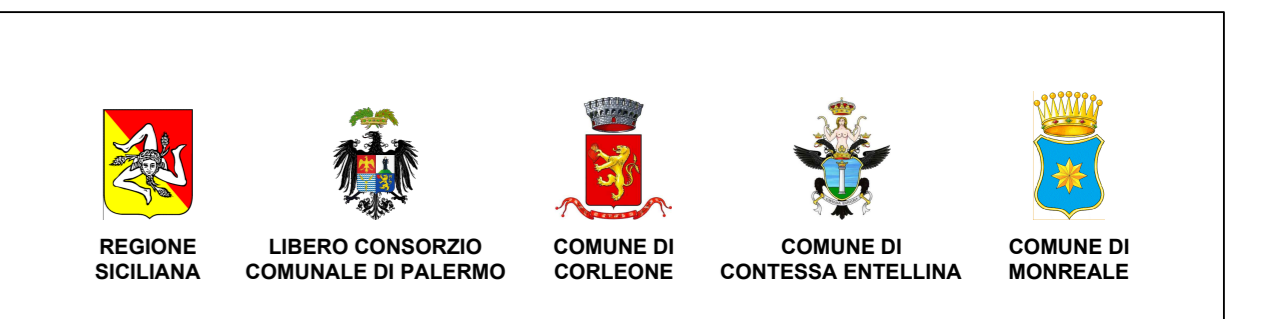 REGIONE
SICILIANA
LIBERO CONSORZIO
COMUNALE DI PALERMO
COMUNE DI
CORLEONE
COMUNE DI
CONTESSA ENTELLINA
COMUNE DI
MONREALE